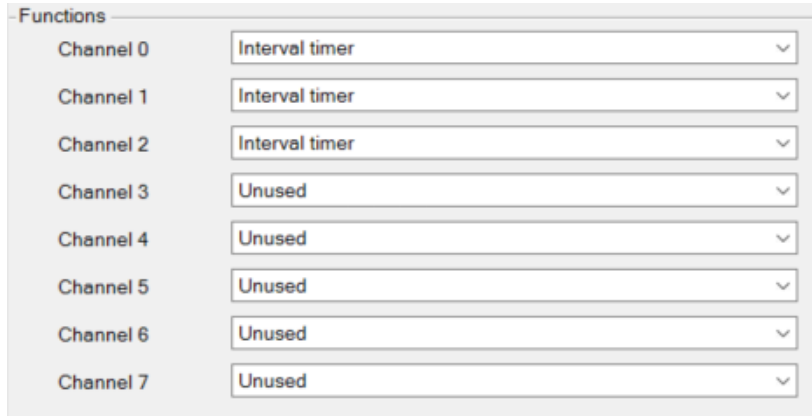 Functions
Channel 0 Interval timer
Channel 1 Interval timer
Channel 2 Interval timer
Channel 3 Unused
Channel 4 Unused
Channel 5 Unused
Channel 6 Unused
Channel 7 Unused